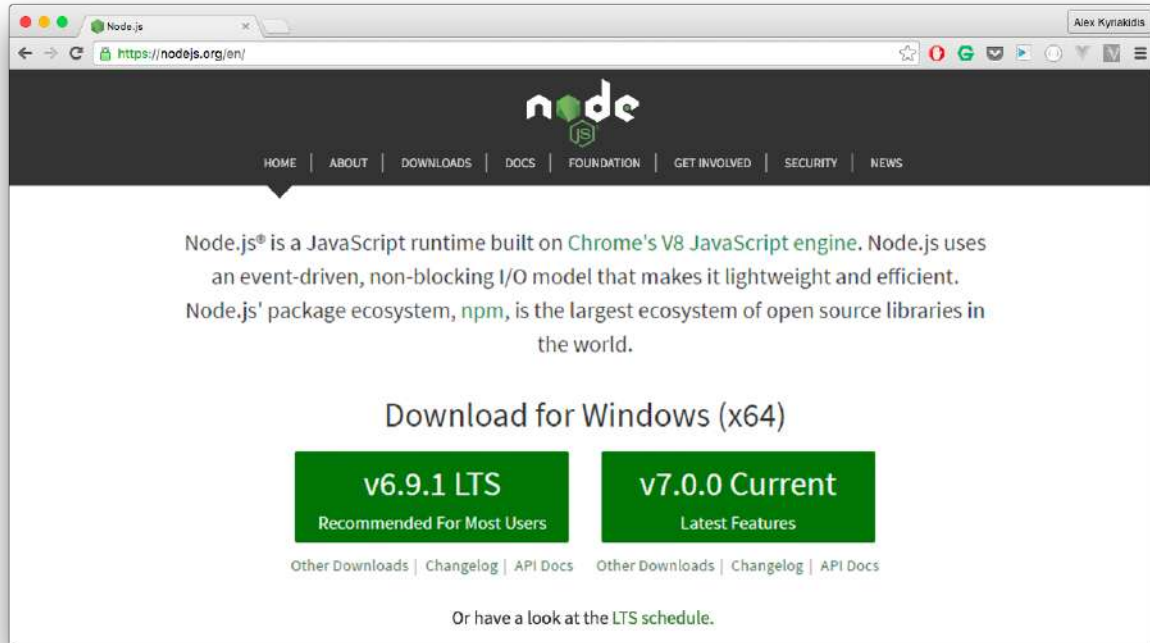 Node.js
Alex Kyriakidis
https://nodejs.org/en/
node
JS
HOME | ABOUT | DOWNLOADS | DOCS | FOUNDATION | GET INVOLVED | SECURITY | NEWS
Node.js® is a JavaScript runtime built on Chrome's V8 JavaScript engine. Node.js uses
an event-driven, non-blocking I/O model that makes it lightweight and efficient.
Node.js' package ecosystem, npm, is the largest ecosystem of open source libraries in
the world.
Download for Windows (x64)
v6.9.1 LTS
Recommended For Most Users
v7.0.0 Current
Latest Features
Other Downloads | Changelog | API Docs
Other Downloads | Changelog | API Docs
Or have a look at the LTS schedule.